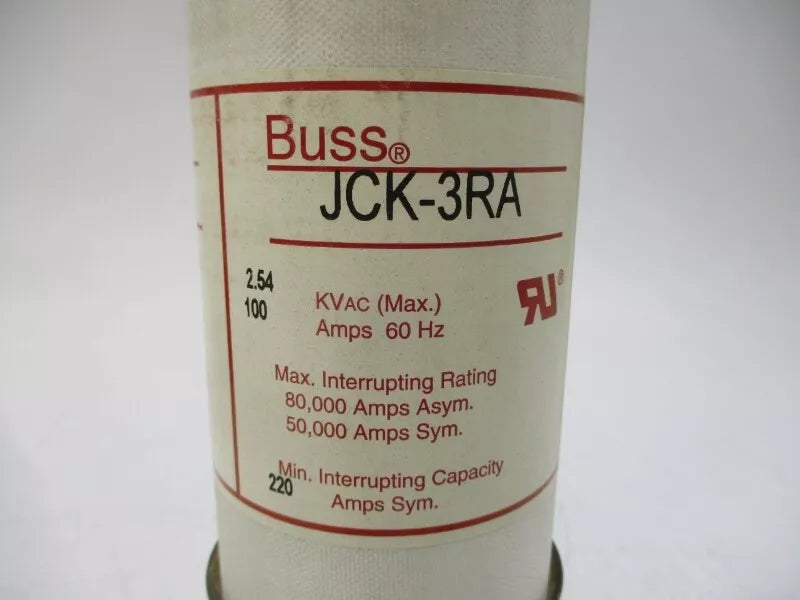 Buss®
JCK-3RA
2.54 KVAC (Max.)
100 Amps 60 Hz
RU®
Max. Interrupting Rating
80,000 Amps Asym.
50,000 Amps Sym.
Min. Interrupting Capacity
220 Amps Sym.